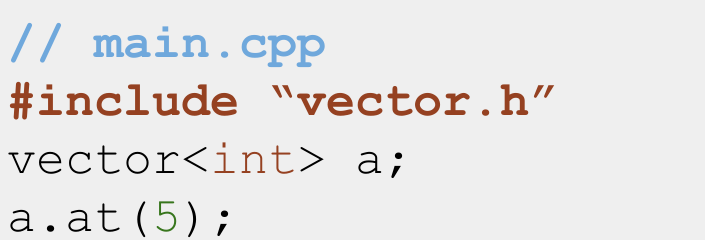 // main.cpp
#include “vector.h”
vector<int> a;
a.at(5);